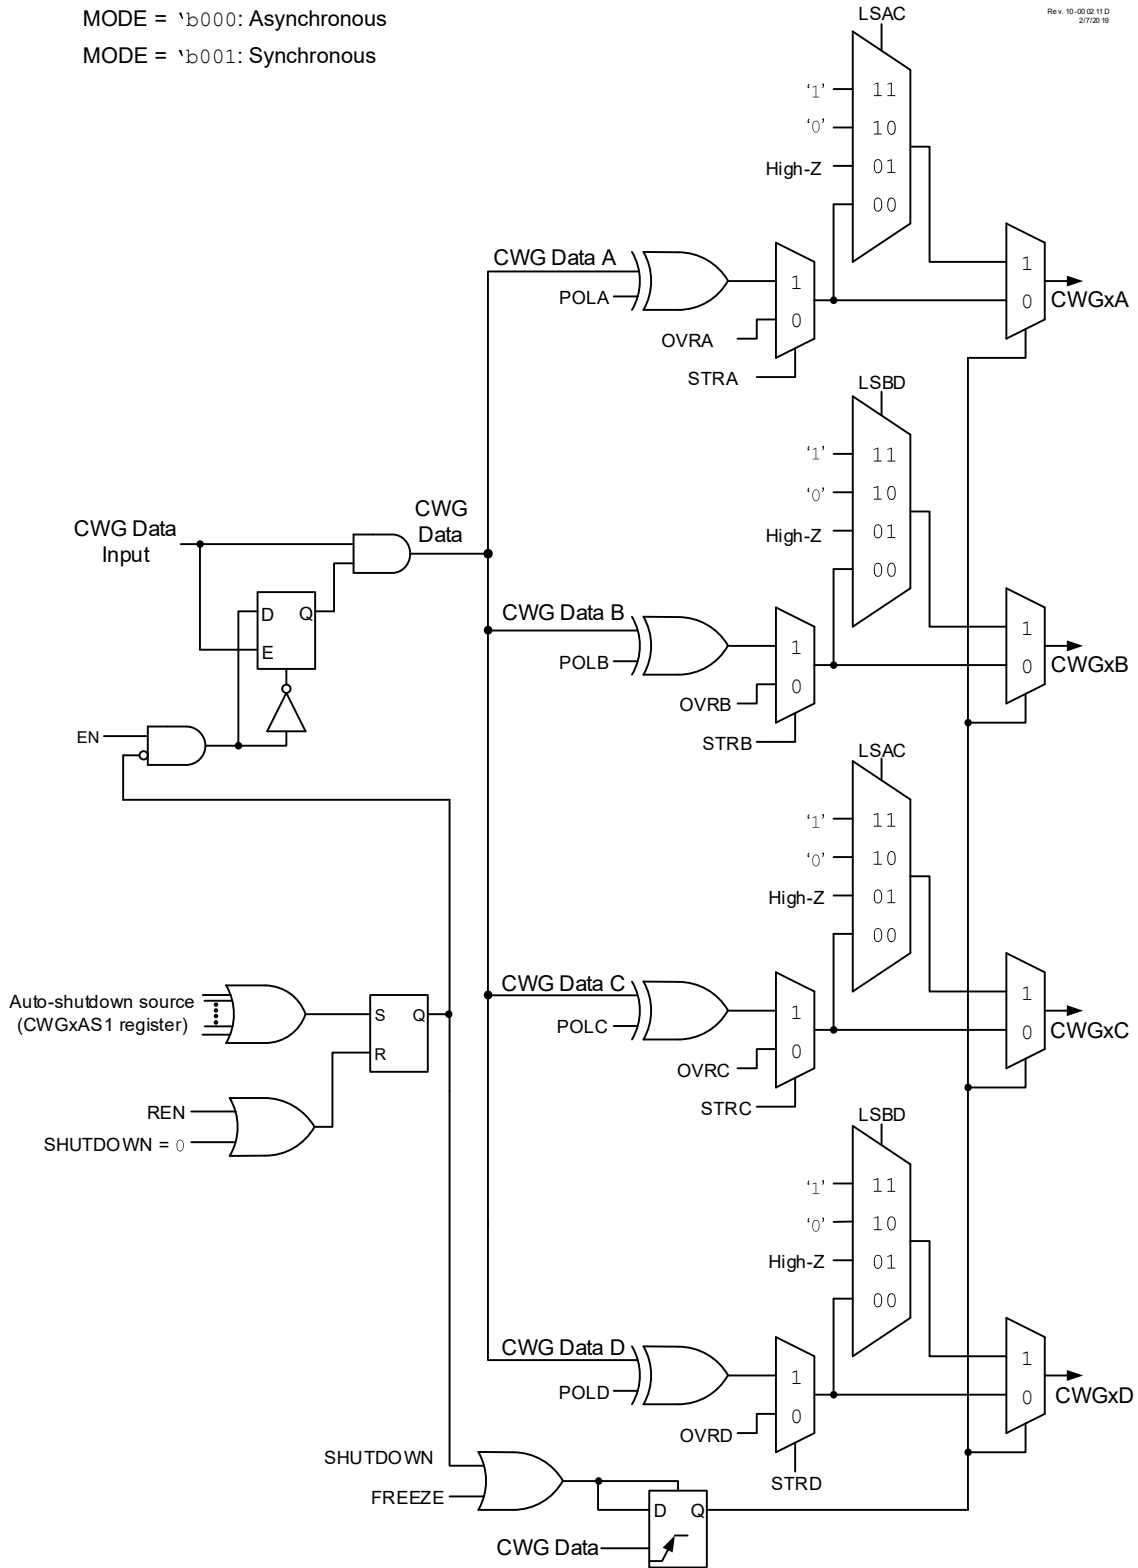 MODE = 'b000: Asynchronous
MODE = 'b001: Synchronous
Rev. 10-000211D
2/7/2019
LSAC
'1'
11
'0'
10
High-Z
01
00
CWG Data A
POLA
OVRA
STRA
1
0
1
0
CWGxA
LSBD
'1'
11
'0'
10
High-Z
01
00
CWG Data B
POLB
OVRB
STRB
1
0
1
0
CWGxB
CWG Data
Input
CWG
Data
D
Q
E
EN
LSAC
'1'
11
'0'
10
High-Z
01
00
CWG Data C
POLC
OVRC
STRC
1
0
1
0
CWGxC
Auto-shutdown source
(CWGxAS1 register)
S
Q
R
REN
SHUTDOWN = 0
LSBD
'1'
11
'0'
10
High-Z
01
00
CWG Data D
POLD
OVRD
STRD
1
0
1
0
CWGxD
SHUTDOWN
FREEZE
D
Q
CWG Data